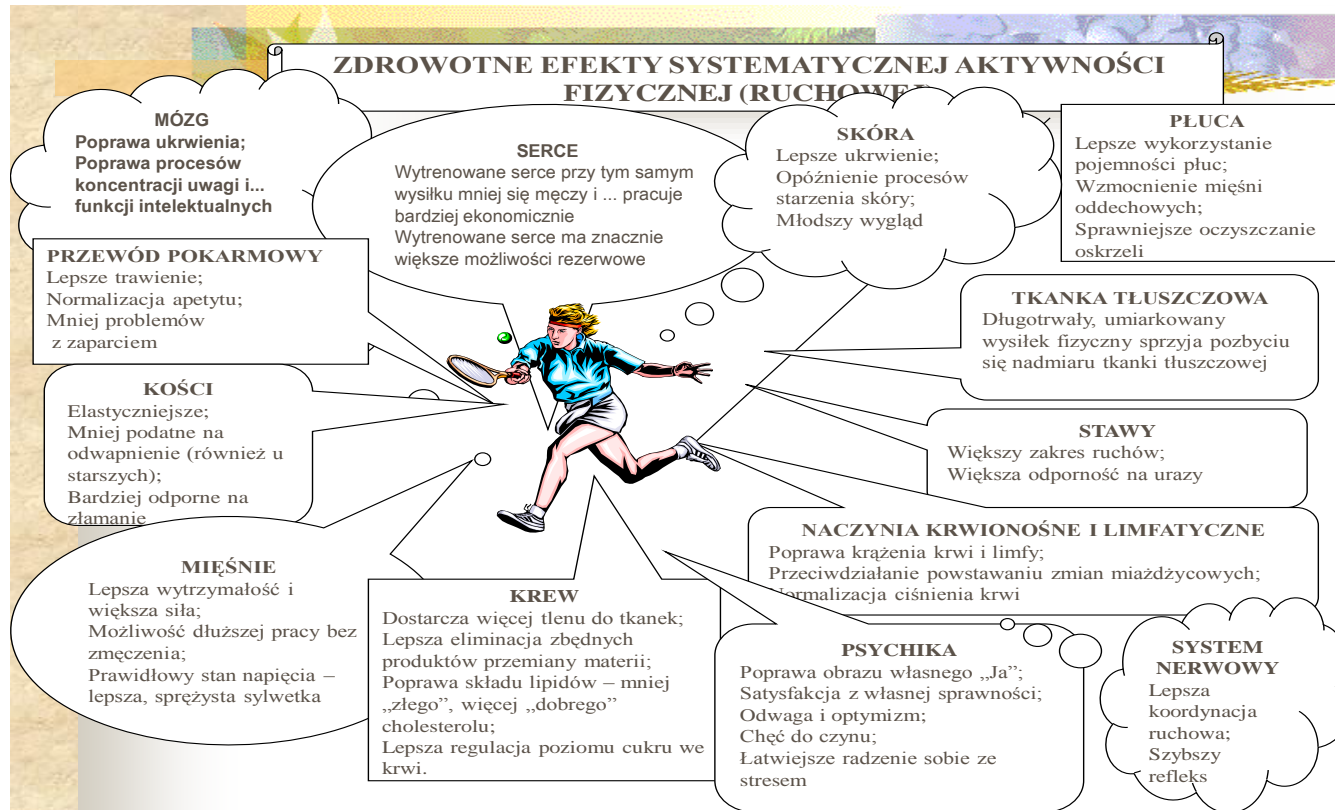 ZDROWOTNE EFEKTY SYSTEMATYCZNEJ AKTYWNOŚCI
FIZYCZNEJ (RUCHOWEJ)
MÓZG
Poprawa ukrwienia;
Poprawa procesów
koncentracji uwagi i...
funkcji intelektualnych
SERCE
Wytrenowane serce przy tym samym
wysiłku mniej się męczy i ... pracuje
bardziej ekonomicznie
Wytrenowane serce ma znacznie
większe możliwości rezerwowe
SKÓRA
Lepsze ukrwienie;
Opóźnienie procesów
starzenia skóry;
Młodszy wygląd
PŁUCA
Lepsze wykorzystanie
pojemności płuc;
Wzmocnienie mięśni
oddechowych;
Sprawniejsze oczyszczanie
oskrzeli
PRZEWÓD POKARMOWY
Lepsze trawienie;
Normalizacja apetytu;
Mniej problemów
z zaparciem
TKANKA TŁUSZCZOWA
Długotrwały, umiarkowany
wysiłek fizyczny sprzyja pozbyciu
się nadmiaru tkanki tłuszczowej
KOŚCI
Elastyczniejsze;
Mniej podatne na
odwapnienie (również u
starszych);
Bardziej odporne na
złamanie
STAWY
Większy zakres ruchów;
Większa odporność na urazy
NACZYNIA KRWIONOŚNE I LIMFATYCZNE
Poprawa krążenia krwi i limfy;
Przeciwdziałanie powstawaniu zmian miażdżycowych;
Normalizacja ciśnienia krwi
MIĘŚNIE
Lepsza wytrzymałość i
większa siła;
Możliwość dłuższej pracy bez
zmęczenia;
Prawidłowy stan napięcia –
lepsza, sprężysta sylwetka
KREW
Dostarcza więcej tlenu do tkanek;
Lepsza eliminacja zbędnych
produktów przemiany materii;
Poprawa składu lipidów – mniej
„złego”, więcej „dobrego”
cholesterolu;
Lepsza regulacja poziomu cukru we
krwi.
PSYCHIKA
Poprawa obrazu własnego „Ja”;
Satysfakcja z własnej sprawności;
Odwaga i optymizm;
Chęć do czynu;
Łatwiejsze radzenie sobie ze
stresem
SYSTEM
NERWOWY
Lepsza
koordynacja
ruchowa;
Szybszy
refleks